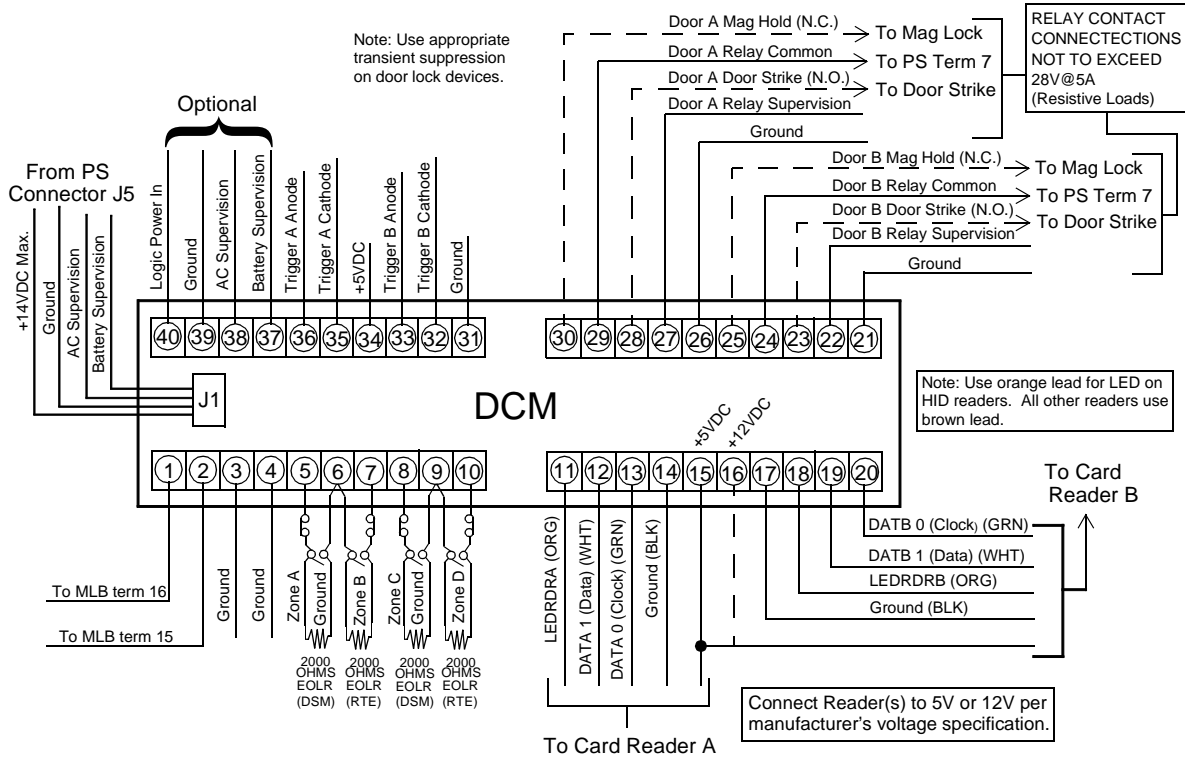 Note: Use appropriate
transient suppression
on door lock devices.
Door A Mag Hold (N.C.)
To Mag Lock
Door A Relay Common
To PS Term 7
Door A Door Strike (N.O.)
To Door Strike
Door A Relay Supervision
Ground
RELAY CONTACT
CONNECTECTIONS
NOT TO EXCEED
28V@5A
(Resistive Loads)
Door B Mag Hold (N.C.)
To Mag Lock
Door B Relay Common
To PS Term 7
Door B Door Strike (N.O.)
To Door Strike
Door B Relay Supervision
Ground
Optional
From PS
Connector J5
+14VDC Max.
Ground
AC Supervision
Battery Supervision
Logic Power In
Ground
AC Supervision
Battery Supervision
Trigger A Anode
Trigger A Cathode
+5VDC
Trigger B Anode
Trigger B Cathode
Ground
40 39 38 37 36 35 34 33 32 31
30 29 28 27 26 25 24 23 22 21
J1
DCM
+5VDC
+12VDC
Note: Use orange lead for LED on
HID readers. All other readers use
brown lead.
1 2 3 4 5 6 7 8 9 10
11 12 13 14 15 16 17 18 19 20
To MLB term 16
To MLB term 15
Ground
Ground
Zone A
Ground
Zone B
Zone C
Ground
Zone D
2000
OHMS
EOLR
(DSM)
2000
OHMS
EOLR
(RTE)
2000
OHMS
EOLR
(DSM)
2000
OHMS
EOLR
(RTE)
LEDRDRA (ORG)
DATA 1 (Data) (WHT)
DATA 0 (Clock) (GRN)
Ground (BLK)
To Card Reader A
To Card
Reader B
DATB 0 (Clock) (GRN)
DATB 1 (Data) (WHT)
LEDRDRB (ORG)
Ground (BLK)
Connect Reader(s) to 5V or 12V per
manufacturer's voltage specification.